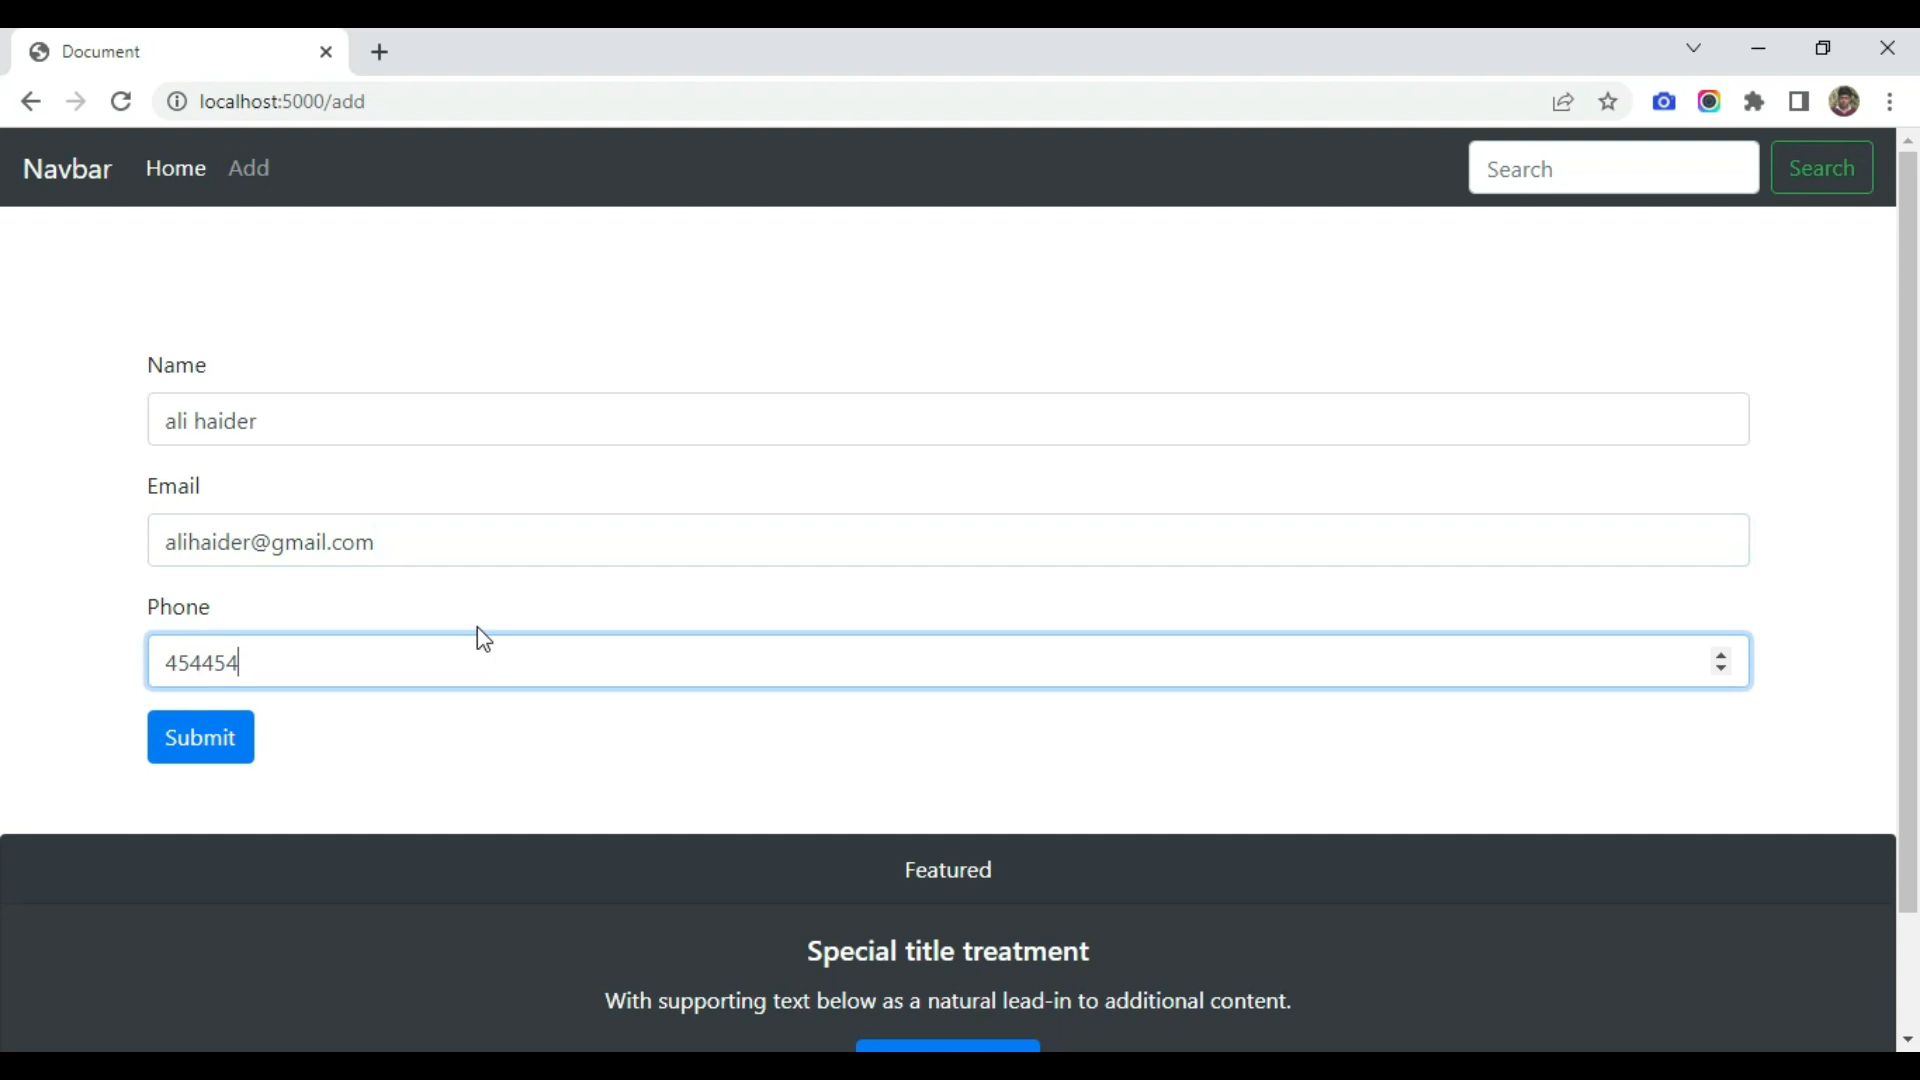 Document
localhost:5000/add
Navbar Home Add Search Search
Name
ali haider
Email
alihaider@gmail.com
Phone
454454
Submit
Featured
Special title treatment
With supporting text below as a natural lead-in to additional content.